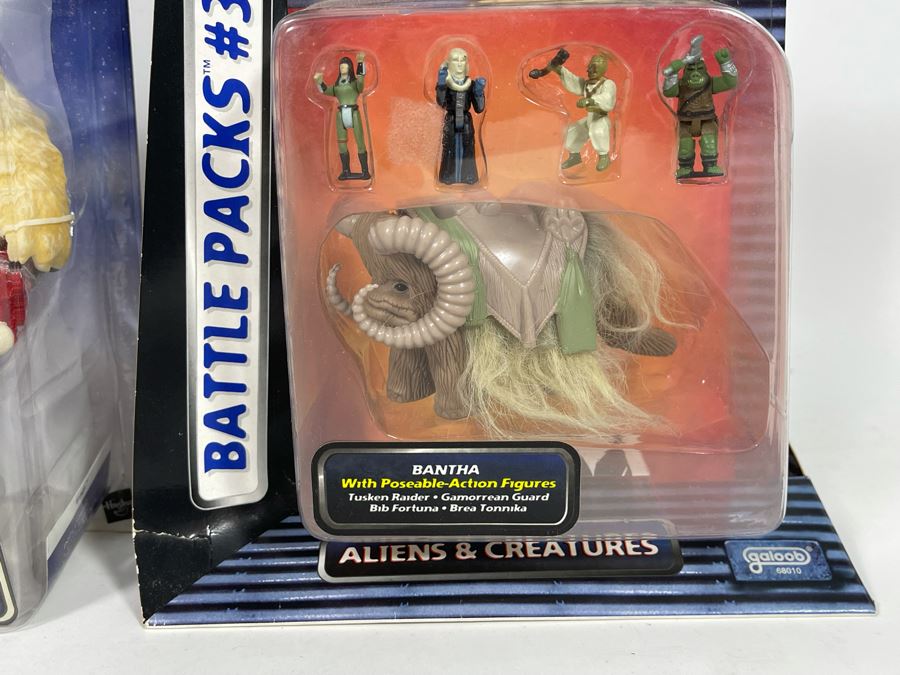 BATTLE PACKS™ #3
BANTHA
With Poseable-Action Figures
Tusken Raider • Gamorrean Guard
Bib Fortuna • Brea Tonnika
ALIENS & CREATURES
galoob®
68010